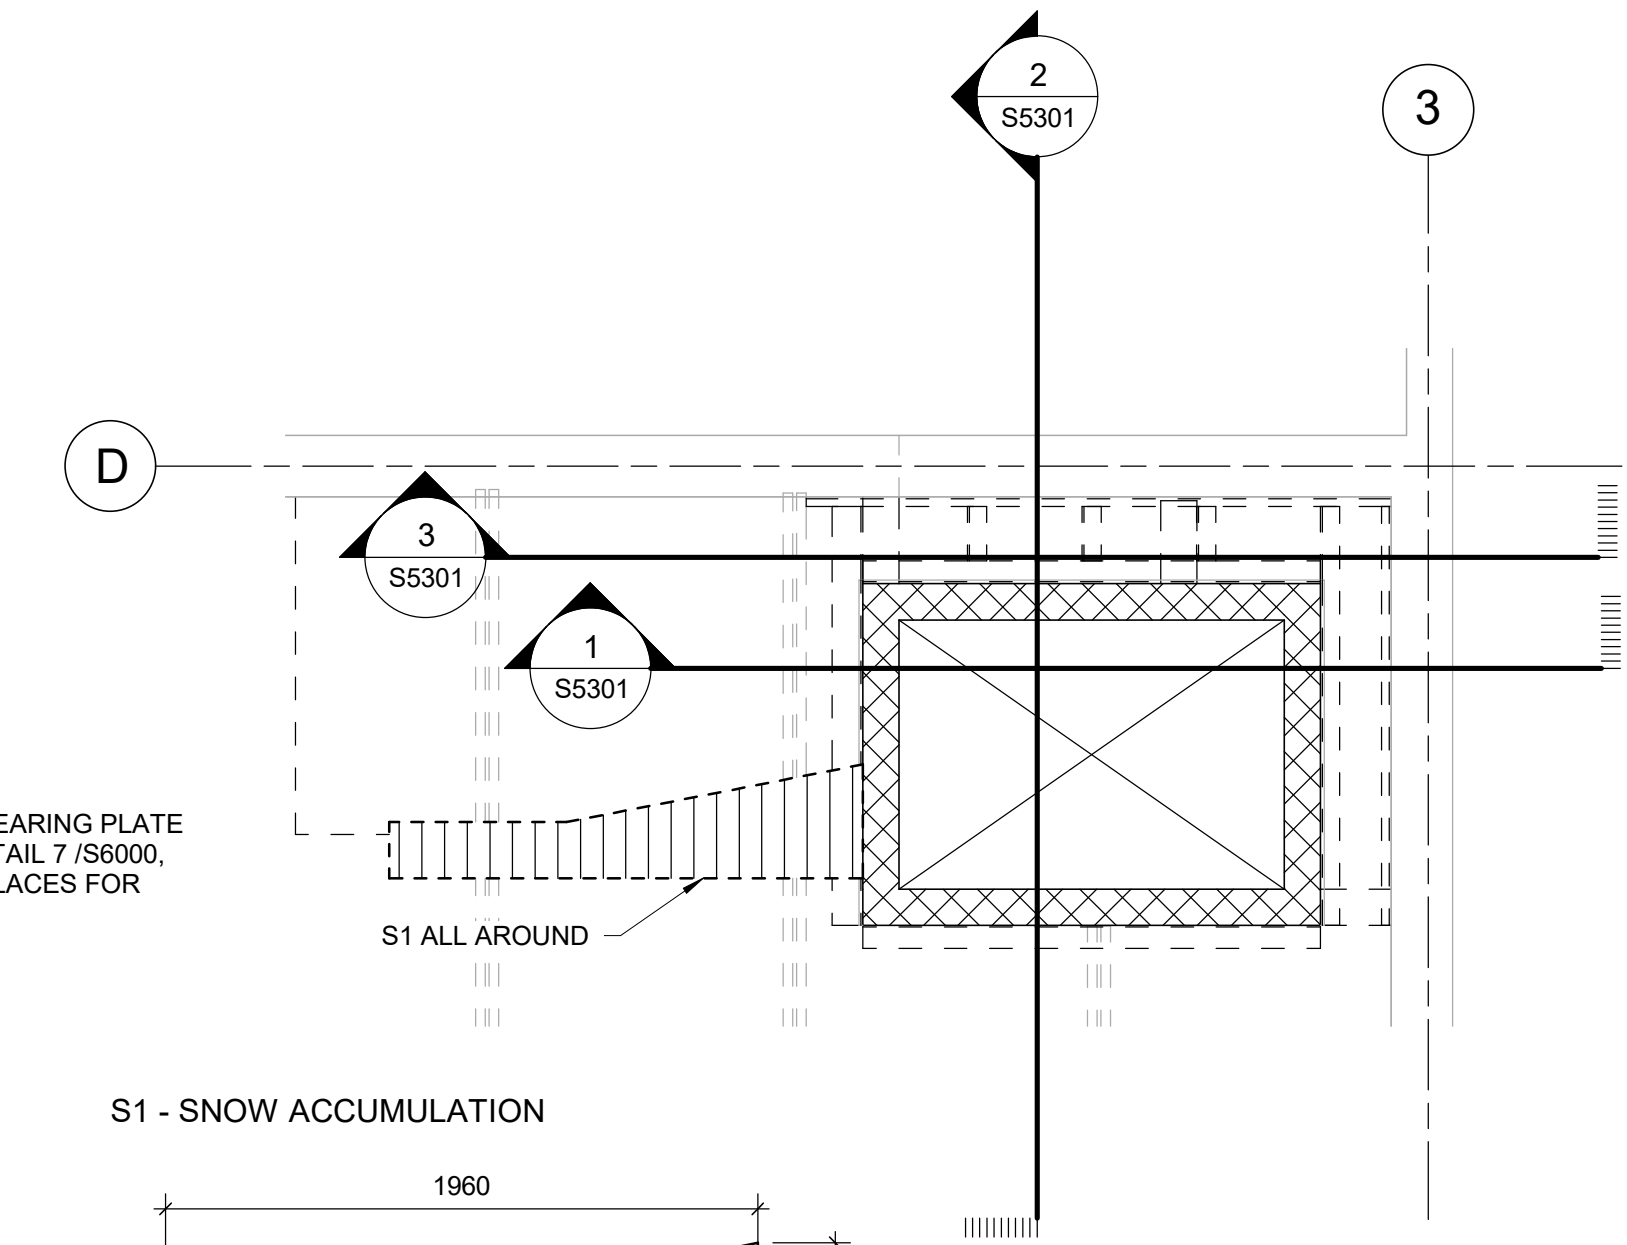 2
S5301
3
D
3
S5301
1
S5301
EARING PLATE
TAIL 7 /S6000,
LACES FOR
S1 ALL AROUND
S1 - SNOW ACCUMULATION
1960